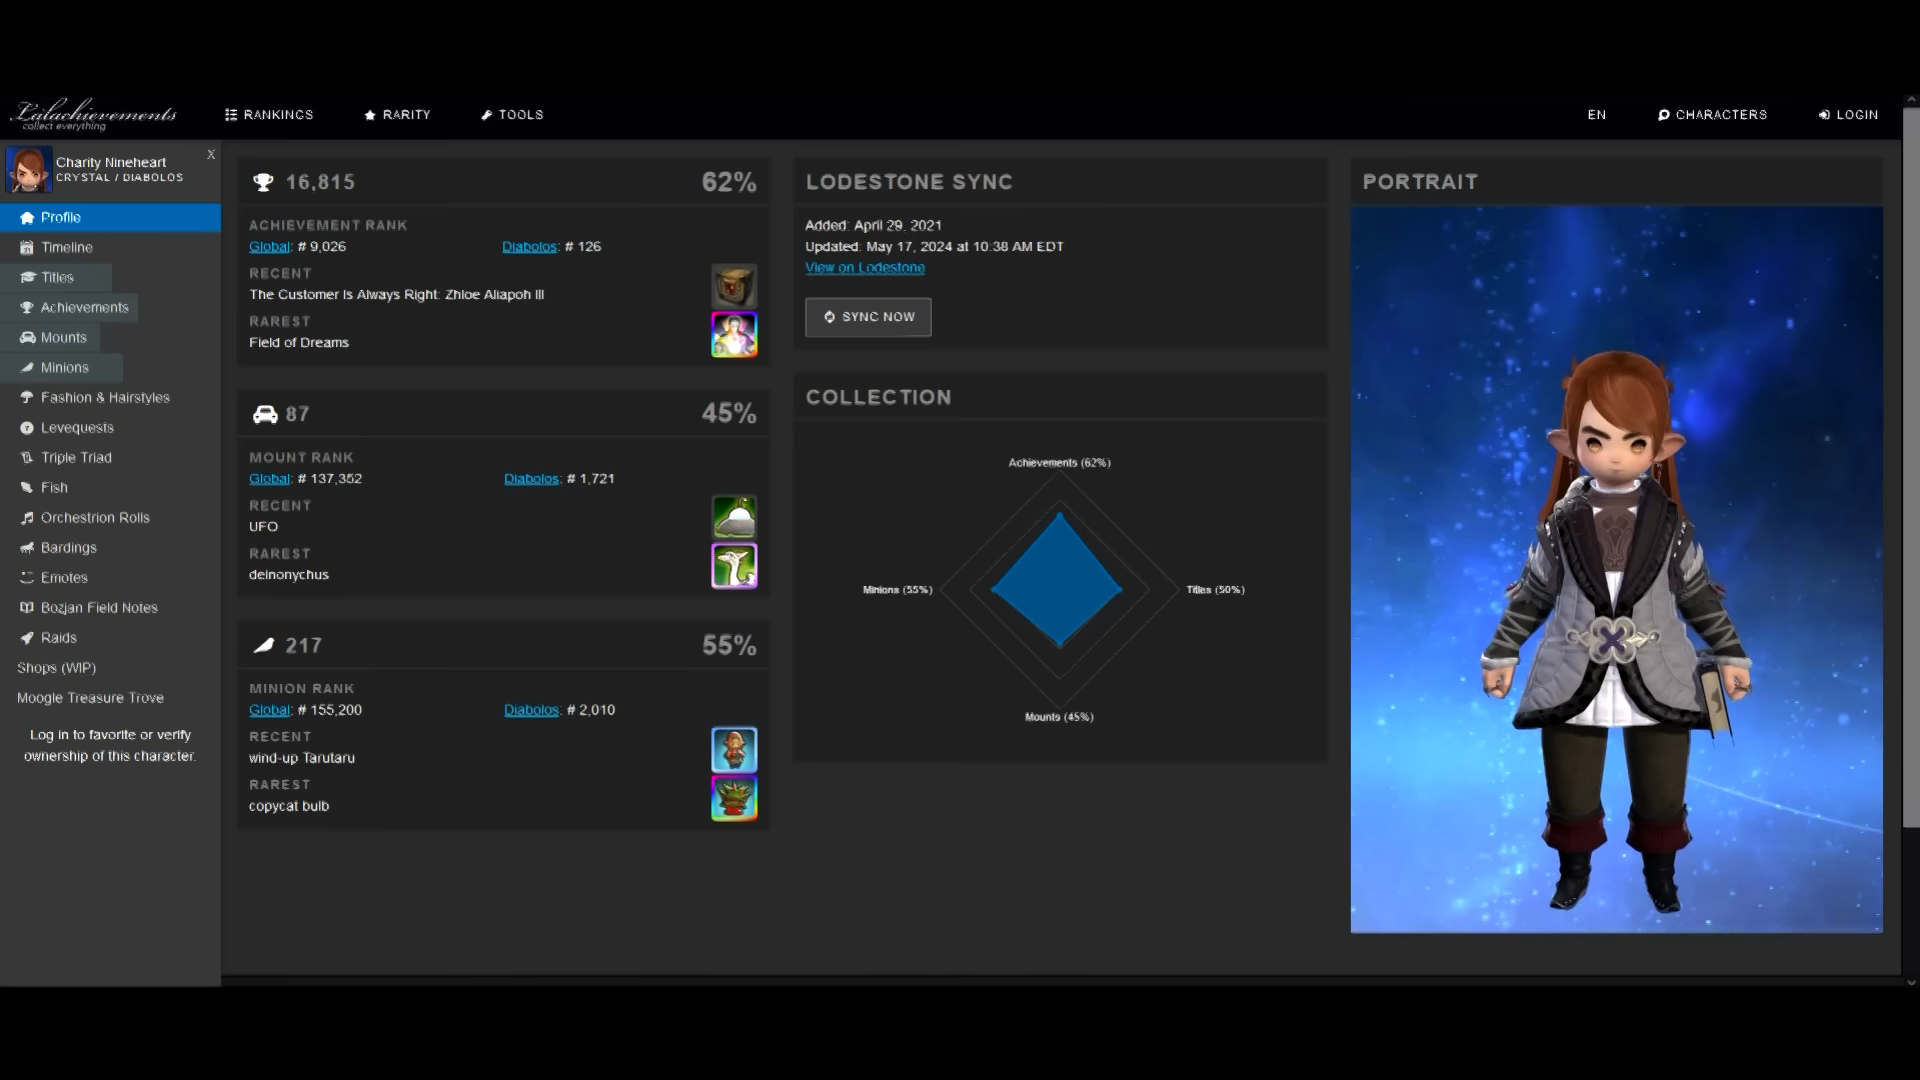 Lalachievements
collect everything
RANKINGS
RARITY
TOOLS
EN
CHARACTERS
LOGIN
Charity Nineheart
CRYSTAL / DIABOLOS
X
Profile
Timeline
Titles
Achievements
Mounts
Minions
Fashion & Hairstyles
Levequests
Triple Triad
Fish
Orchestrion Rolls
Bardings
Emotes
Bozjan Field Notes
Raids
Shops (WIP)
Moogle Treasure Trove
Log in to favorite or verify
ownership of this character.
16,815 62%
ACHIEVEMENT RANK
Global: # 9,026 Diabolos: # 126
RECENT
The Customer Is Always Right: Zhloe Aliapoh III
RAREST
Field of Dreams
87 45%
MOUNT RANK
Global: # 137,352 Diabolos: # 1,721
RECENT
UFO
RAREST
deinonychus
217 55%
MINION RANK
Global: # 155,200 Diabolos: # 2,010
RECENT
wind-up Tarutaru
RAREST
copycat bulb
LODESTONE SYNC
Added: April 29, 2021
Updated: May 17, 2024 at 10:38 AM EDT
View on Lodestone
SYNC NOW
COLLECTION
Achievements (62%)
Minions (55%)
Titles (50%)
Mounts (45%)
PORTRAIT